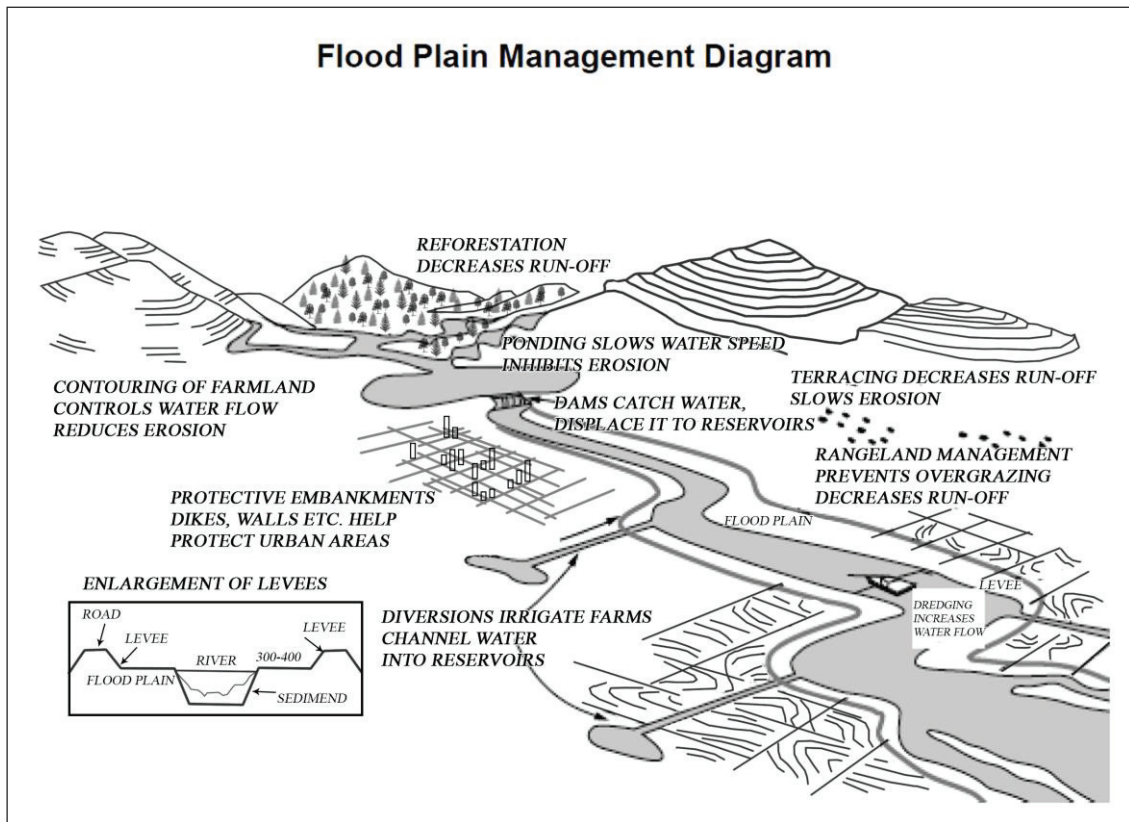 Flood Plain Management Diagram
REFORESTATION
DECREASES RUN-OFF
PONDING SLOWS WATER SPEED
INHIBITS EROSION
CONTOURING OF FARMLAND
CONTROLS WATER FLOW
REDUCES EROSION
TERRACING DECREASES RUN-OFF
SLOWS EROSION
DAMS CATCH WATER,
DISPLACE IT TO RESERVOIRS
RANGELAND MANAGEMENT
PREVENTS OVERGRAZING
DECREASES RUN-OFF
PROTECTIVE EMBANKMENTS
DIKES, WALLS ETC. HELP
PROTECT URBAN AREAS
FLOOD PLAIN
LEVEE
DREDGING
INCREASES
WATER FLOW
DIVERSIONS IRRIGATE FARMS
CHANNEL WATER
INTO RESERVOIRS
ENLARGEMENT OF LEVEES
ROAD
LEVEE
LEVEE
RIVER
300-400
FLOOD PLAIN
SEDIMEND